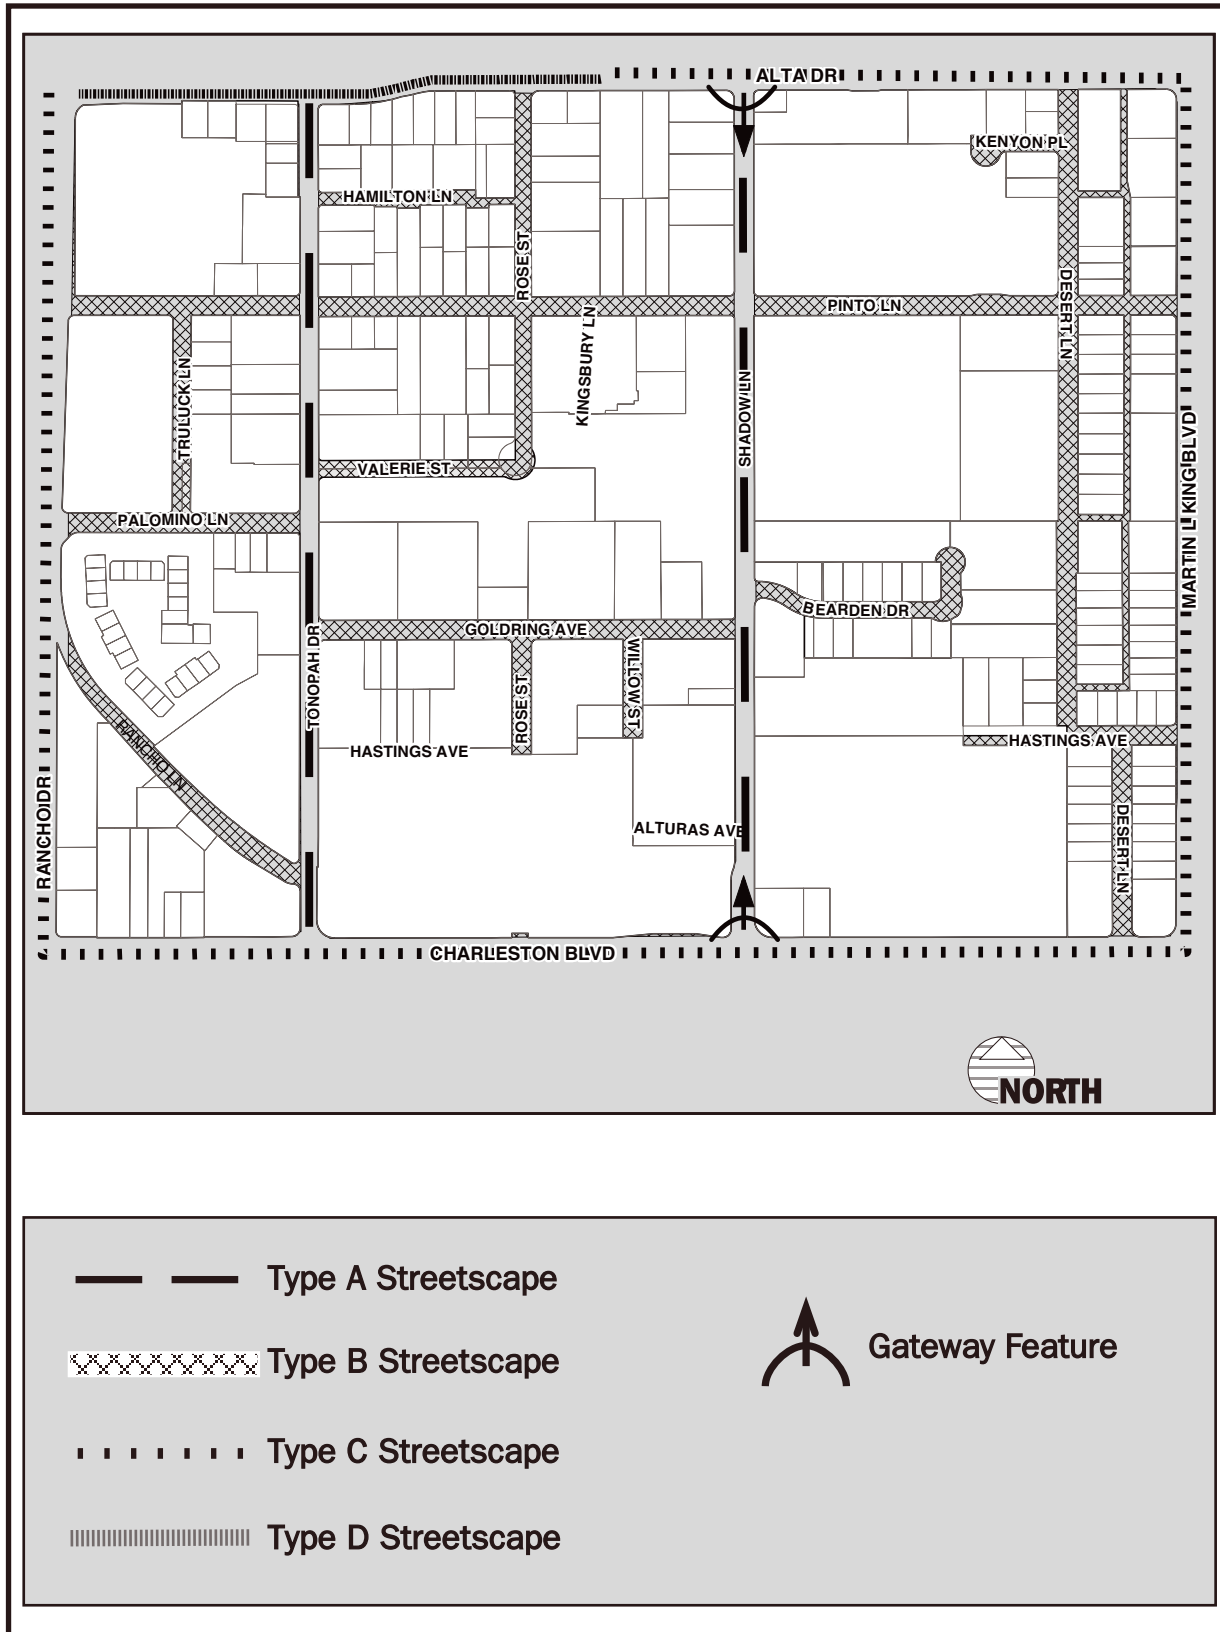 ALTA DR
KENYON PL
HAMILTON LN
ROSE ST
DESERT LN
PINTO LN
KINGSBURY LN
TRULUCK LN
SHADOW LN
MARTIN L KING BLVD
VALERIE ST
PALOMINO LN
BEARDEN DR
GOLDRING AVE
TONOPAH DR
WILLOW ST
ROSE ST
RANCHO LN
HASTINGS AVE
HASTINGS AVE
RANCHO DR
ALTURAS AVE
DESERT LN
CHARLESTON BLVD
NORTH
Type A Streetscape
Type B Streetscape
Gateway Feature
Type C Streetscape
Type D Streetscape